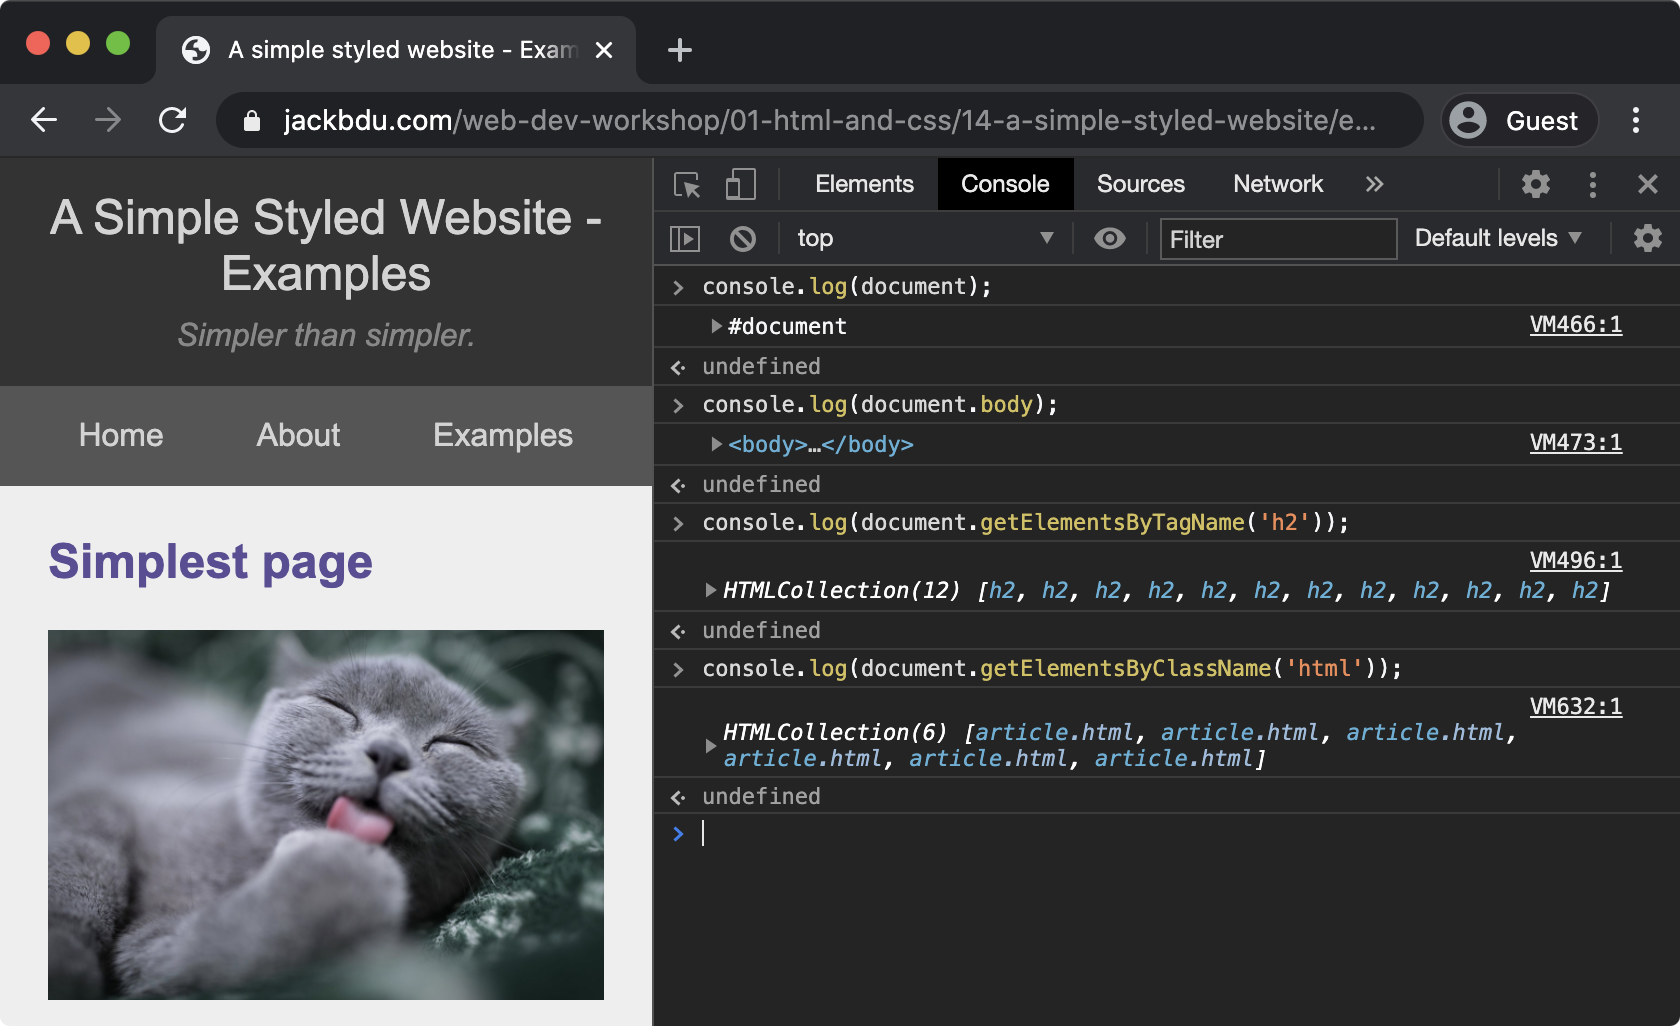 A simple styled website - Exam
jackbdu.com/web-dev-workshop/01-html-and-css/14-a-simple-styled-website/e...
Guest
A Simple Styled Website -
Examples
Simpler than simpler.
Home About Examples
Simplest page
Elements Console Sources Network
top Filter Default levels
console.log(document);
#document VM466:1
undefined
console.log(document.body);
<body>…</body> VM473:1
undefined
console.log(document.getElementsByTagName('h2'));
VM496:1
HTMLCollection(12) [h2, h2, h2, h2, h2, h2, h2, h2, h2, h2, h2, h2]
undefined
console.log(document.getElementsByClassName('html'));
VM632:1
HTMLCollection(6) [article.html, article.html, article.html,
article.html, article.html, article.html]
undefined